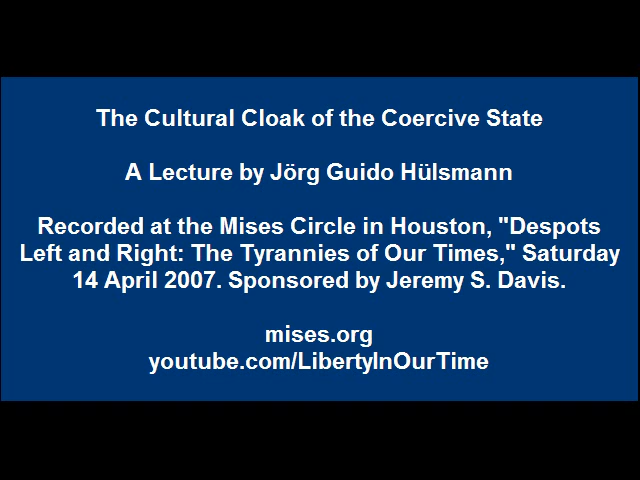 The Cultural Cloak of the Coercive State
A Lecture by Jörg Guido Hülsmann
Recorded at the Mises Circle in Houston, "Despots
Left and Right: The Tyrannies of Our Times," Saturday
14 April 2007. Sponsored by Jeremy S. Davis.
mises.org
youtube.com/LibertyInOurTime